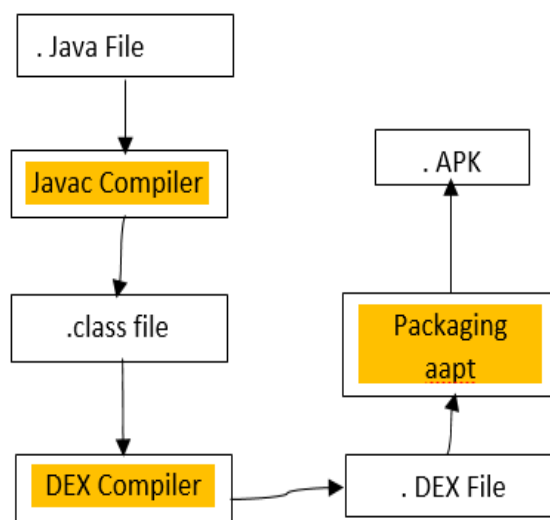 . Java File
Javac Compiler
.class file
DEX Compiler
. DEX File
Packaging
aapt
. APK